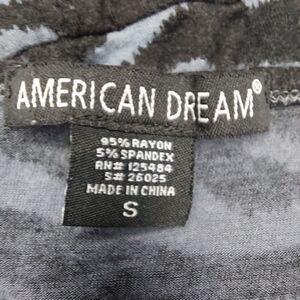 AMERICAN DREAM®
95% RAYON
5% SPANDEX
RN# 125484
S# 26025
MADE IN CHINA
S